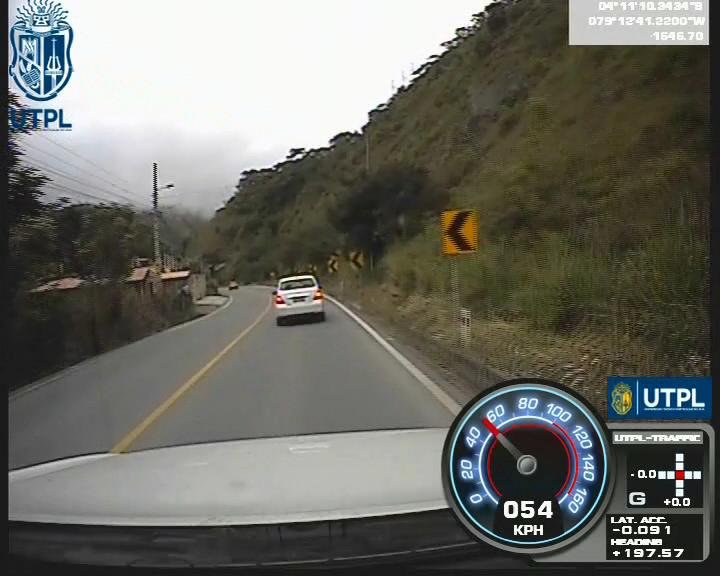 04°11'10.3434"S
079°12'41.2200"W
1646.70
UTPL
UTPL
UTPL-TRAFFIC
- 0.0
G
+0.0
LAT. ACC.
-0.091
HEADING
+197.57
0
20
40
60
80
100
120
140
160
054
KPH